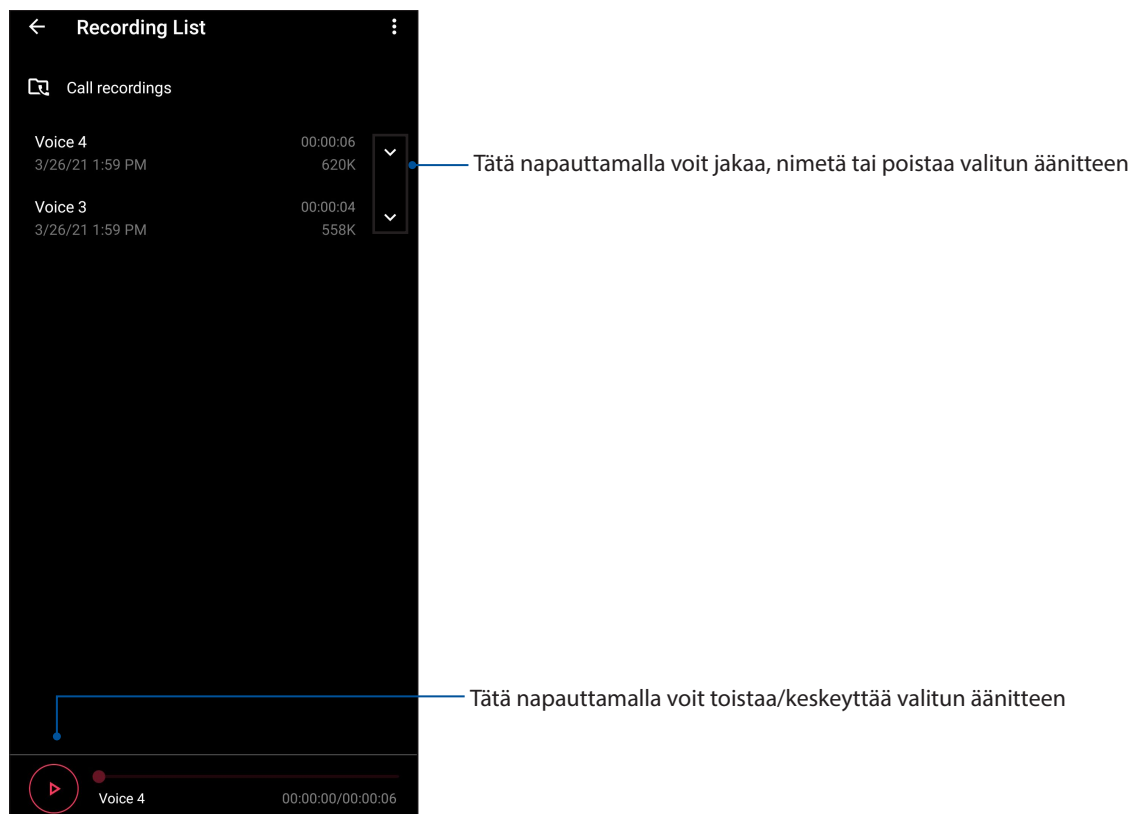 Recording List
Call recordings
Voice 4 00:00:06
3/26/21 1:59 PM 620K
Tätä napauttamalla voit jakaa, nimetä tai poistaa valitun äänitteen
Voice 3 00:00:04
3/26/21 1:59 PM 558K
Tätä napauttamalla voit toistaa/keskeyttää valitun äänitteen
Voice 4 00:00:00/00:00:06